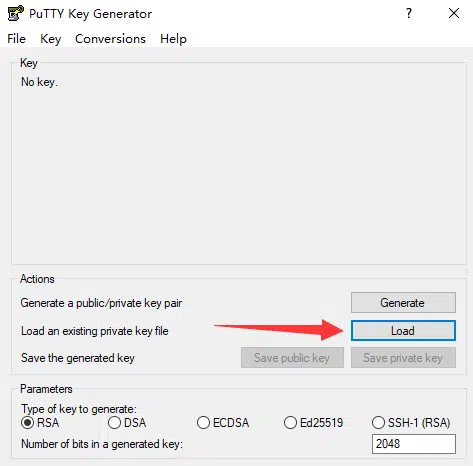 PuTTY Key Generator
? ×
File Key Conversions Help
Key
No key.
Actions
Generate a public/private key pair Generate
Load an existing private key file Load
Save the generated key Save public key Save private key
Parameters
Type of key to generate:
RSA DSA ECDSA Ed25519 SSH-1 (RSA)
Number of bits in a generated key: 2048